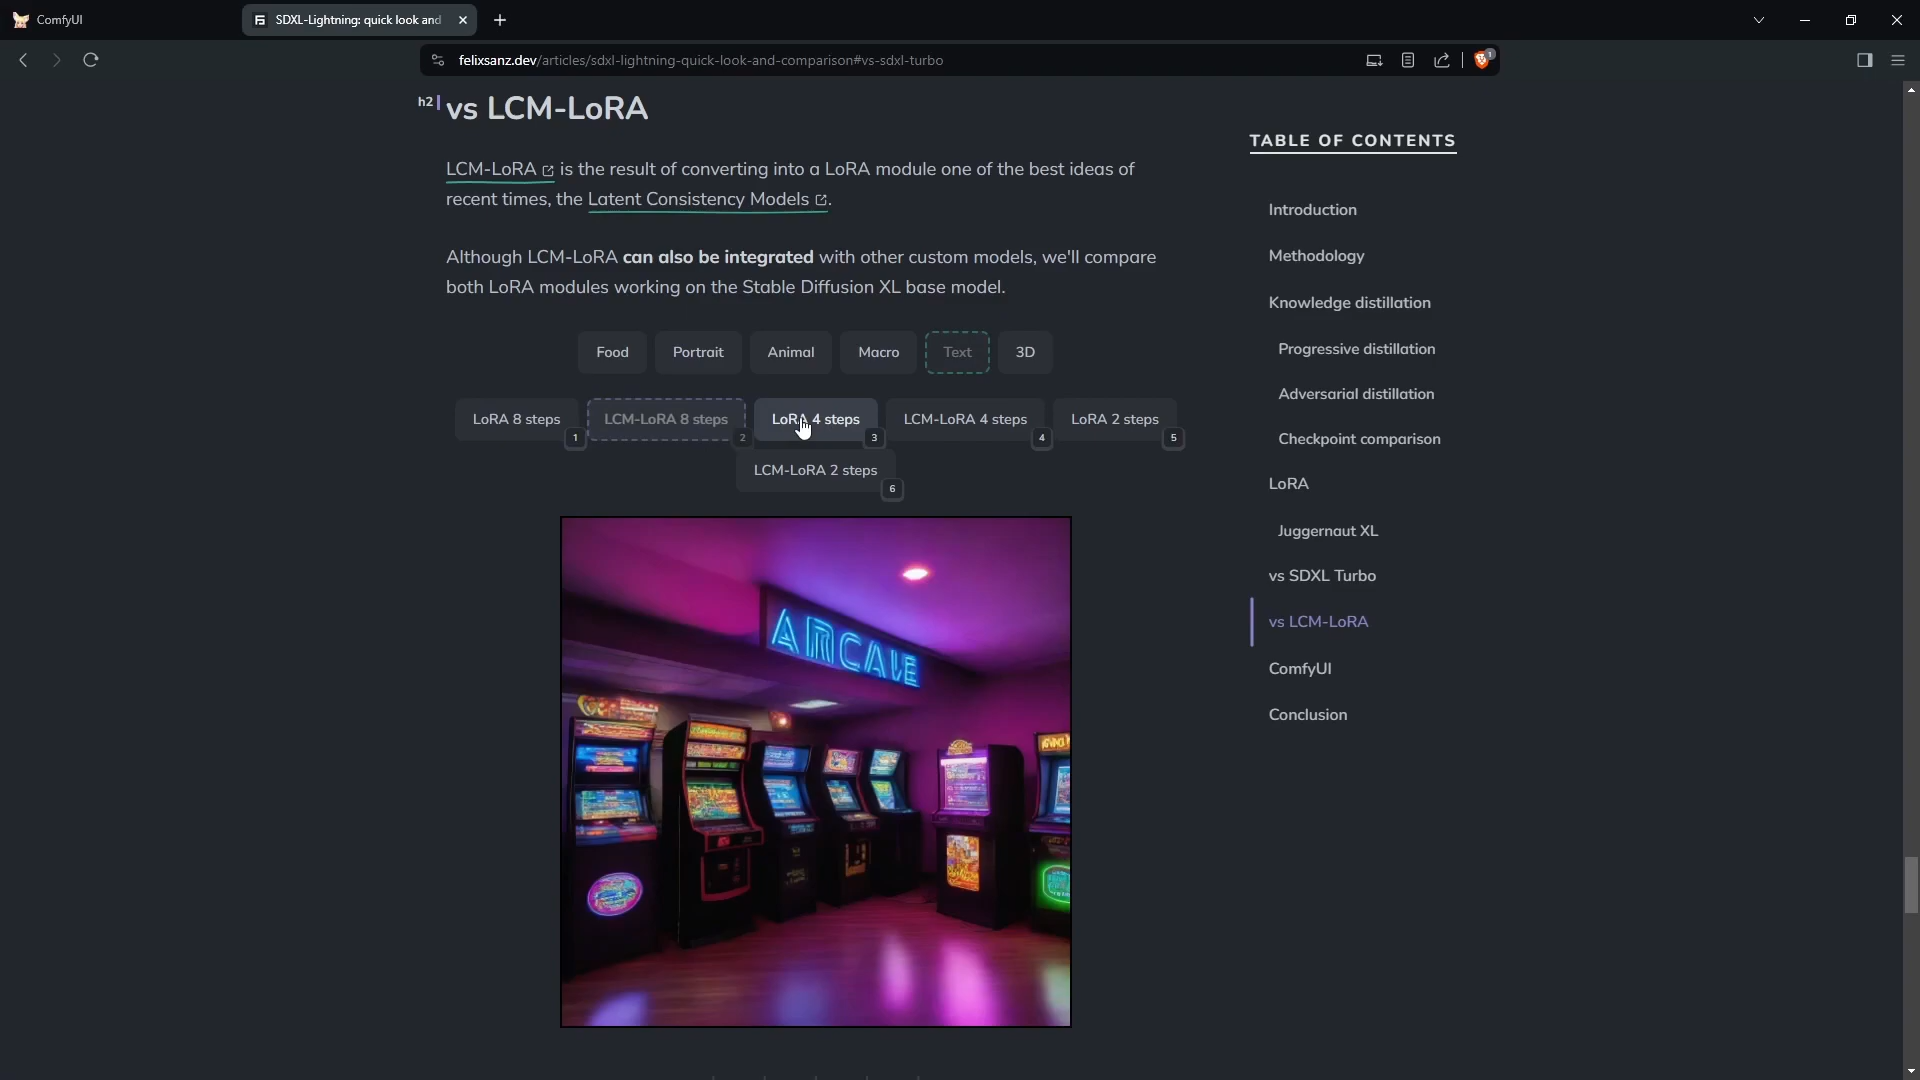 ComfyUI
SDXL-Lightning: quick look and
felixsanz.dev/articles/sdxl-lightning-quick-look-and-comparison#vs-sdxl-turbo
1
h2 vs LCM-LoRA
LCM-LoRA is the result of converting into a LoRA module one of the best ideas of
recent times, the Latent Consistency Models.
Although LCM-LoRA can also be integrated with other custom models, we'll compare
both LoRA modules working on the Stable Diffusion XL base model.
Food Portrait Animal Macro Text 3D
LoRA 8 steps 1 LCM-LoRA 8 steps 2 LoRA 4 steps 3 LCM-LoRA 4 steps 4 LoRA 2 steps 5
LCM-LoRA 2 steps 6
ARCAVE
TABLE OF CONTENTS
Introduction
Methodology
Knowledge distillation
Progressive distillation
Adversarial distillation
Checkpoint comparison
LoRA
Juggernaut XL
vs SDXL Turbo
vs LCM-LoRA
ComfyUI
Conclusion